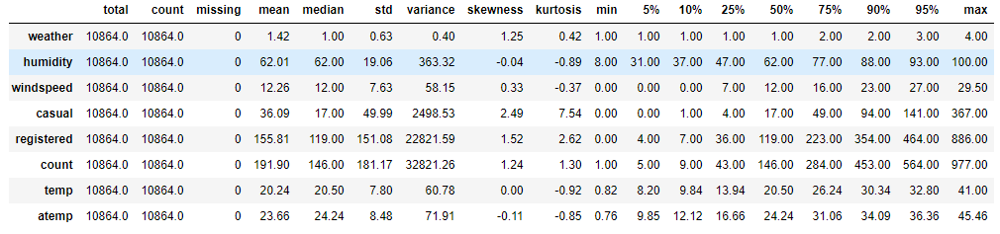 total count missing mean median std variance skewness kurtosis min 5% 10% 25% 50% 75% 90% 95% max
weather 10864.0 10864.0 0 1.42 1.00 0.63 0.40 1.25 0.42 1.00 1.00 1.00 1.00 1.00 2.00 2.00 3.00 4.00
humidity 10864.0 10864.0 0 62.01 62.00 19.06 363.32 -0.04 -0.89 8.00 31.00 37.00 47.00 62.00 77.00 88.00 93.00 100.00
windspeed 10864.0 10864.0 0 12.26 12.00 7.63 58.15 0.33 -0.37 0.00 0.00 0.00 7.00 12.00 16.00 23.00 27.00 29.50
casual 10864.0 10864.0 0 36.09 17.00 49.99 2498.53 2.49 7.54 0.00 0.00 1.00 4.00 17.00 49.00 94.00 141.00 367.00
registered 10864.0 10864.0 0 155.81 119.00 151.08 22821.59 1.52 2.62 0.00 4.00 7.00 36.00 119.00 223.00 354.00 464.00 886.00
count 10864.0 10864.0 0 191.90 146.00 181.17 32821.26 1.24 1.30 1.00 5.00 9.00 43.00 146.00 284.00 453.00 564.00 977.00
temp 10864.0 10864.0 0 20.24 20.50 7.80 60.78 0.00 -0.92 0.82 8.20 9.84 13.94 20.50 26.24 30.34 32.80 41.00
atemp 10864.0 10864.0 0 23.66 24.24 8.48 71.91 -0.11 -0.85 0.76 9.85 12.12 16.66 24.24 31.06 34.09 36.36 45.46